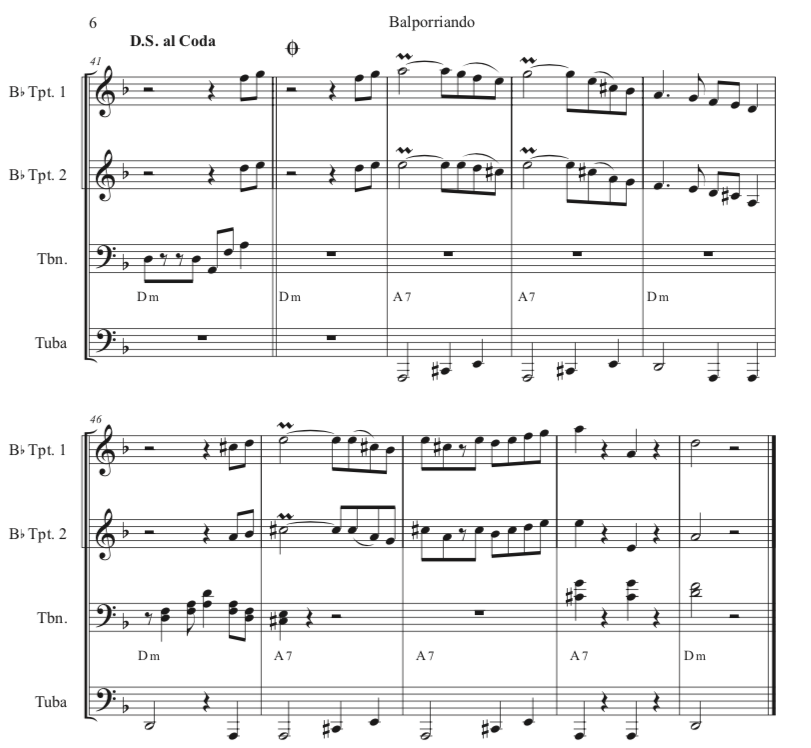 6 Balporriando
D.S. al Coda
41
B♭ Tpt. 1
B♭ Tpt. 2
Tbn.
Dm Dm A7 A7 Dm
Tuba
46
B♭ Tpt. 1
B♭ Tpt. 2
Tbn.
Dm A7 A7 A7 Dm
Tuba